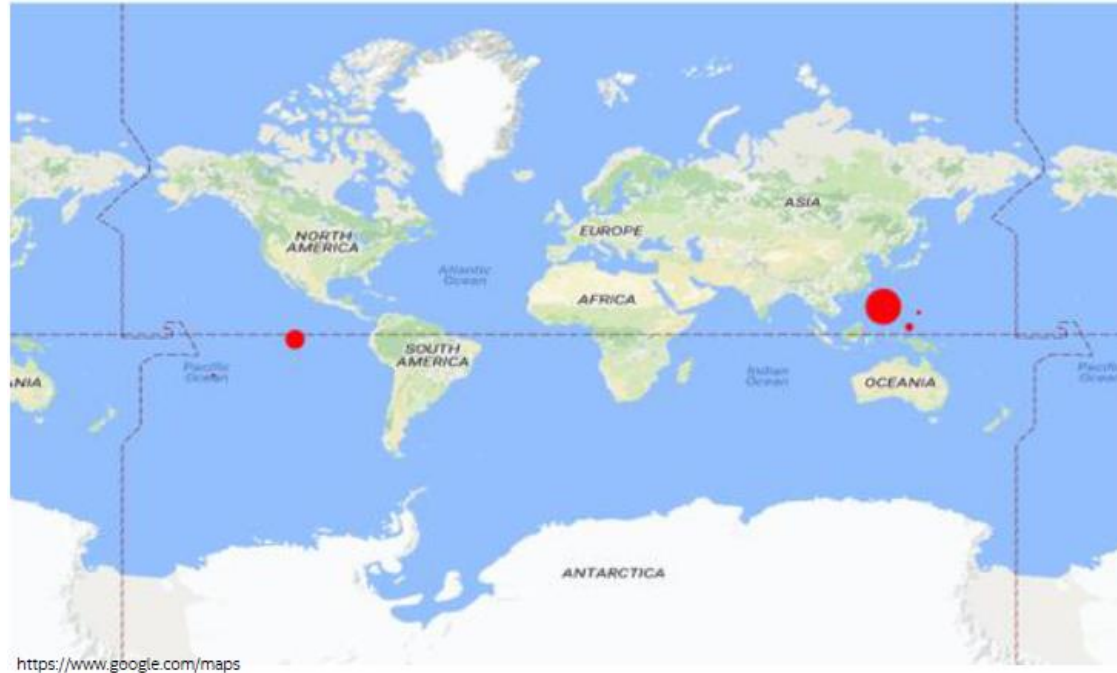 ASIA
NORTH
AMERICA
EUROPE
Atlantic
Ocean
AFRICA
SOUTH
AMERICA
Pacific
Ocean
Indian
Ocean
OCEANIA
ANIA
Pacific
Ocean
ANTARCTICA
https://www.google.com/maps